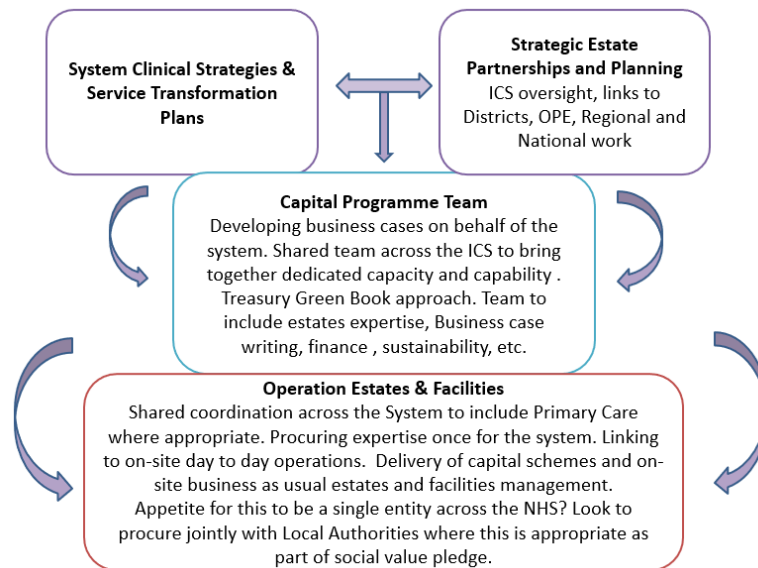 System Clinical Strategies &
Service Transformation
Plans
Strategic Estate
Partnerships and Planning
ICS oversight, links to
Districts, OPE, Regional and
National work
Capital Programme Team
Developing business cases on behalf of the
system. Shared team across the ICS to bring
together dedicated capacity and capability .
Treasury Green Book approach. Team to
include estates expertise, Business case
writing, finance , sustainability, etc.
Operation Estates & Facilities
Shared coordination across the System to include Primary Care
where appropriate. Procuring expertise once for the system. Linking
to on-site day to day operations.  Delivery of capital schemes and on-
site business as usual estates and facilities management.
Appetite for this to be a single entity across the NHS? Look to
procure jointly with Local Authorities where this is appropriate as
part of social value pledge.